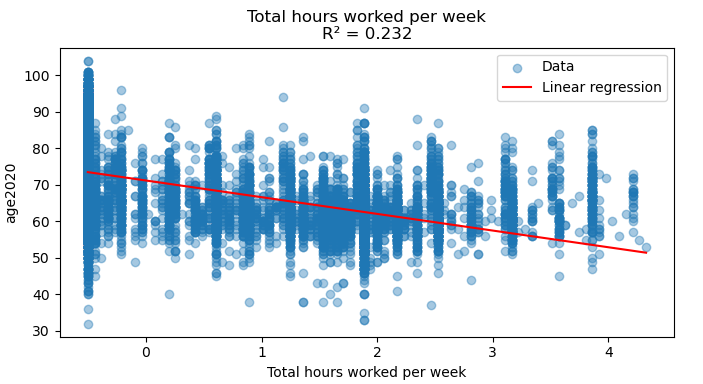 Total hours worked per week
R² = 0.232
Data
Linear regression
age2020
100
90
80
70
60
50
40
30
0 1 2 3 4
Total hours worked per week